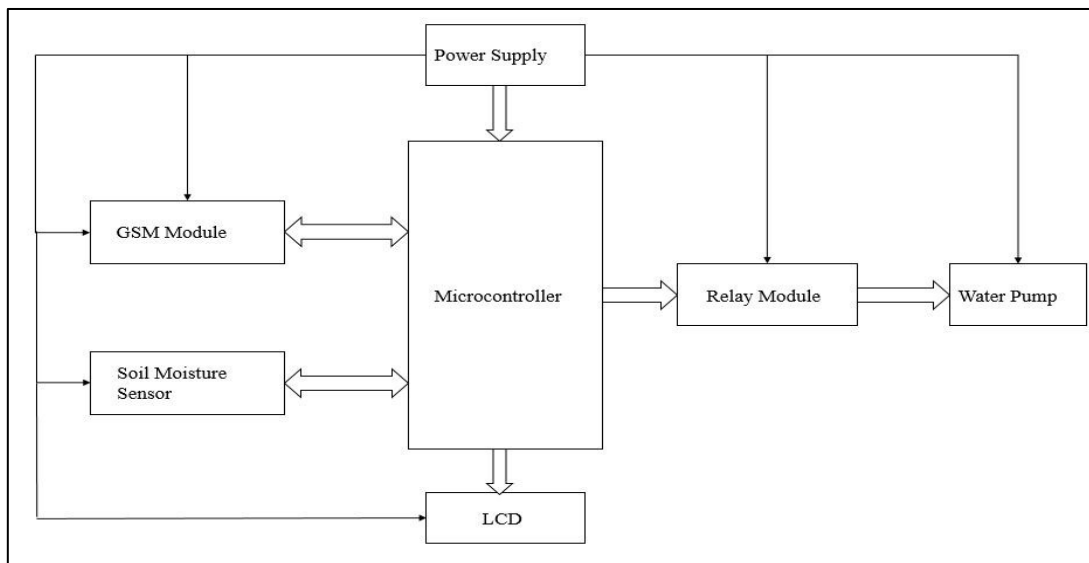 Power Supply
GSM Module
Microcontroller
Relay Module
Water Pump
Soil Moisture
Sensor
LCD